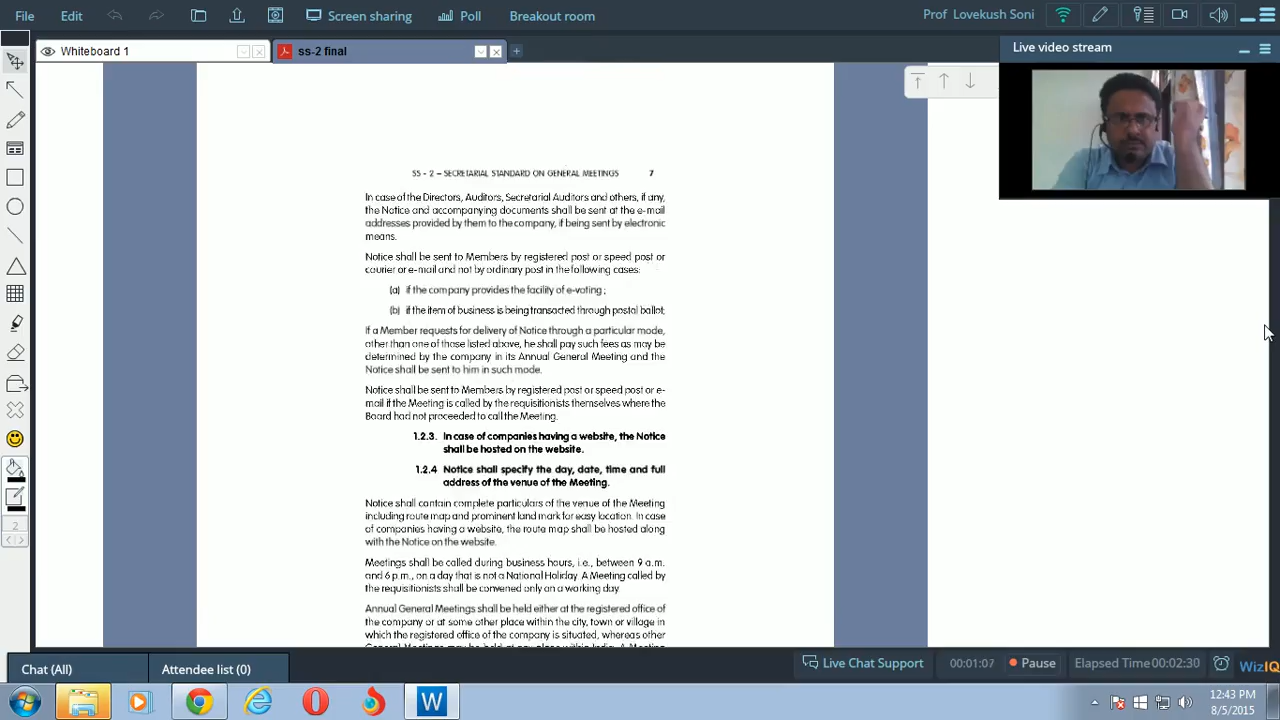 File Edit Screen sharing Poll Breakout room Prof Lovekush Soni
Whiteboard 1 ss-2 final
Live video stream
SS - 2 – SECRETARIAL STANDARD ON GENERAL MEETINGS 7
In case of the Directors, Auditors, Secretarial Auditors and others, if any,
the Notice and accompanying documents shall be sent at the e-mail
addresses provided by them to the company, if being sent by electronic
means.
Notice shall be sent to Members by registered post or speed post or
courier or e-mail and not by ordinary post in the following cases:
(a) if the company provides the facility of e-voting ;
(b) if the item of business is being transacted through postal ballot;
If a Member requests for delivery of Notice through a particular mode,
other than one of those listed above, he shall pay such fees as may be
determined by the company in its Annual General Meeting and the
Notice shall be sent to him in such mode.
Notice shall be sent to Members by registered post or speed post or e-
mail if the Meeting is called by the requisitionists themselves where the
Board had not proceeded to call the Meeting.
1.2.3. In case of companies having a website, the Notice
shall be hosted on the website.
1.2.4 Notice shall specify the day, date, time and full
address of the venue of the Meeting.
Notice shall contain complete particulars of the venue of the Meeting
including route map and prominent land mark for easy location. In case
of companies having a website, the route map shall be hosted along
with the Notice on the website.
Meetings shall be called during business hours, i.e., between 9 a.m.
and 6 p.m., on a day that is not a National Holiday. A Meeting called by
the requisitionists shall be convened only on a working day
Annual General Meetings shall be held either at the registered office of
the company or at some other place within the city, town or village in
which the registered office of the company is situated, whereas other
General Meetings may be held at any place within India. A Meeting
2
Chat (All) Attendee list (0) Live Chat Support 00:01:07 Pause Elapsed Time 00:02:30 WizIQ
12:43 PM
8/5/2015